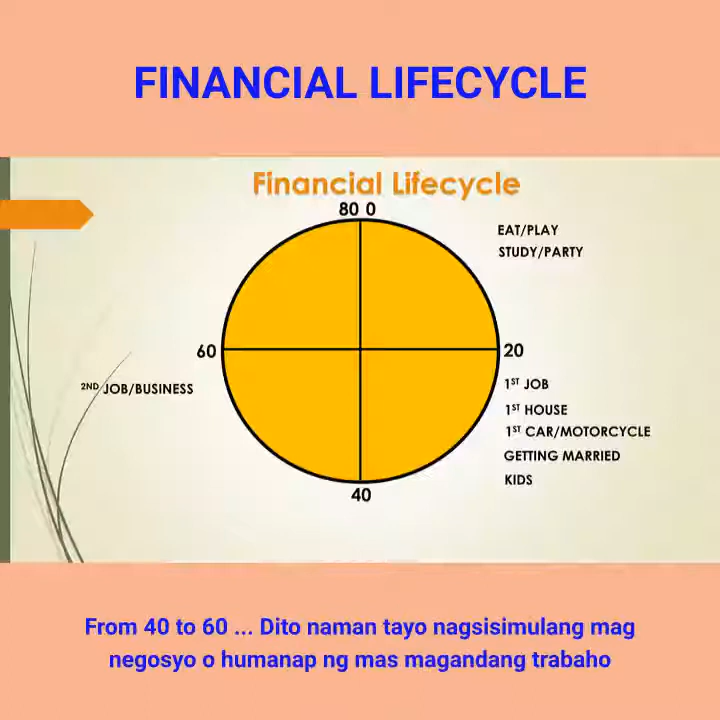 FINANCIAL LIFECYCLE
Financial Lifecycle
80 0
EAT/PLAY
STUDY/PARTY
60
20
2ND JOB/BUSINESS
1ST JOB
1ST HOUSE
1ST CAR/MOTORCYCLE
GETTING MARRIED
KIDS
40
From 40 to 60 ... Dito naman tayo nagsisimulang mag
negosyo o humanap ng mas magandang trabaho